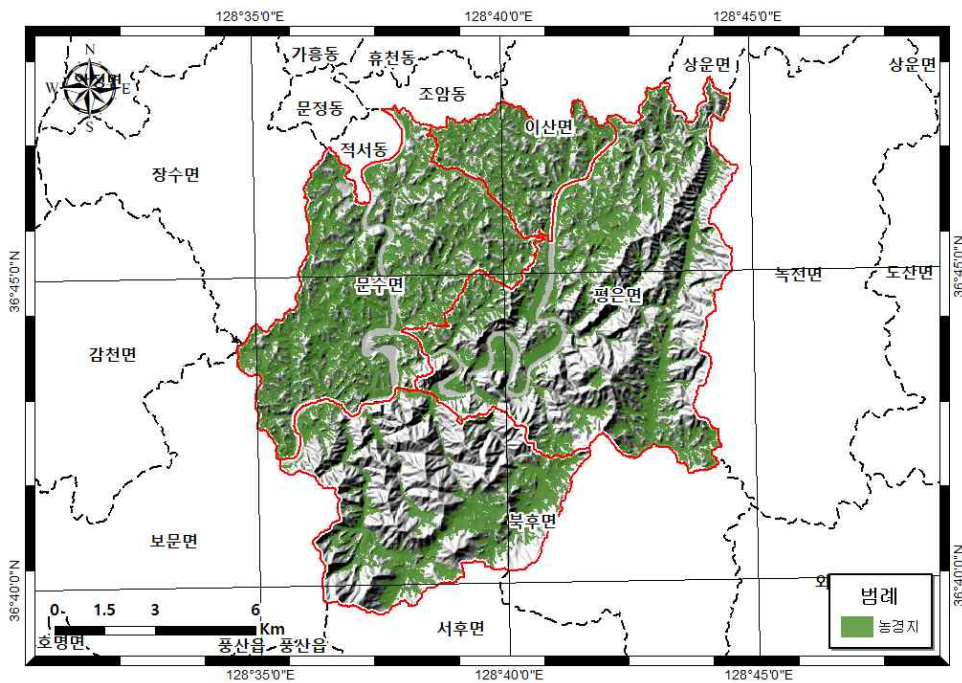 128°35'0"E 128°40'0"E 128°45'0"E
가흥동 휴천동
상운면 상운면
N
W E
S
문정동 조암동
이산면
적서동
장수면
36°45'0"N 36°45'0"N
문수면 평은면 녹전면 도산면
감천면
북후면
보문면
36°40'0"N 36°40'0"N
범례
농경지
0 1.5 3 6
Km
호명면 풍산읍 풍산읍 서후면
128°35'0"E 128°40'0"E 128°45'0"E